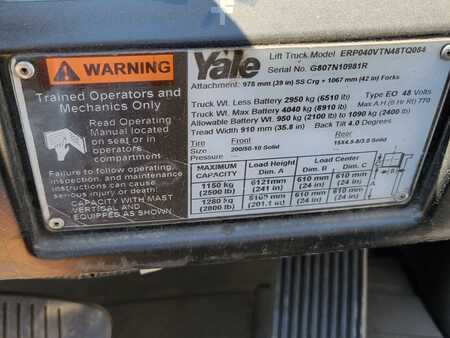 WARNING
Trained Operators and
Mechanics Only
Read Operating
Manual located
on seat or in
operators
compartment
Failure to follow operating,
inspection, and maintenance
instructions can cause
serious injury or death!
CAPACITY WITH MAST
VERTICAL AND
EQUIPPED AS SHOWN
Yale
Lift Truck Model ERP040VTN48TQ084
Serial No. G807N10981R
Attachment: 978 mm (39 in) SS Crg + 1067 mm (42 in) Forks
Truck Wt. Less Battery 2950 kg (6510 lb) Type EO 48 Volts
Truck Wt. Max Battery 4040 kg (8910 lb) Max A.H (6 Hr Rt) 770
Allowable Battery Wt. 950 kg (2100 lb) to 1090 kg (2400 lb)
Tread Width 910 mm (35.8 in) Back Tilt 4.0 Degrees
Tire Front Rear
Size 200/50-10 Solid
Pressure
MAXIMUM CAPACITY Load Height Dim. A Load Center Dim. B Dim. C
1150 kg (2500 lb) 6121mm (241 in) 610 mm (24 in) 610 mm (24 in)
1280 kg (2800 lb) (201.1 in) 610 mm (24 in) 610 mm (24 in)